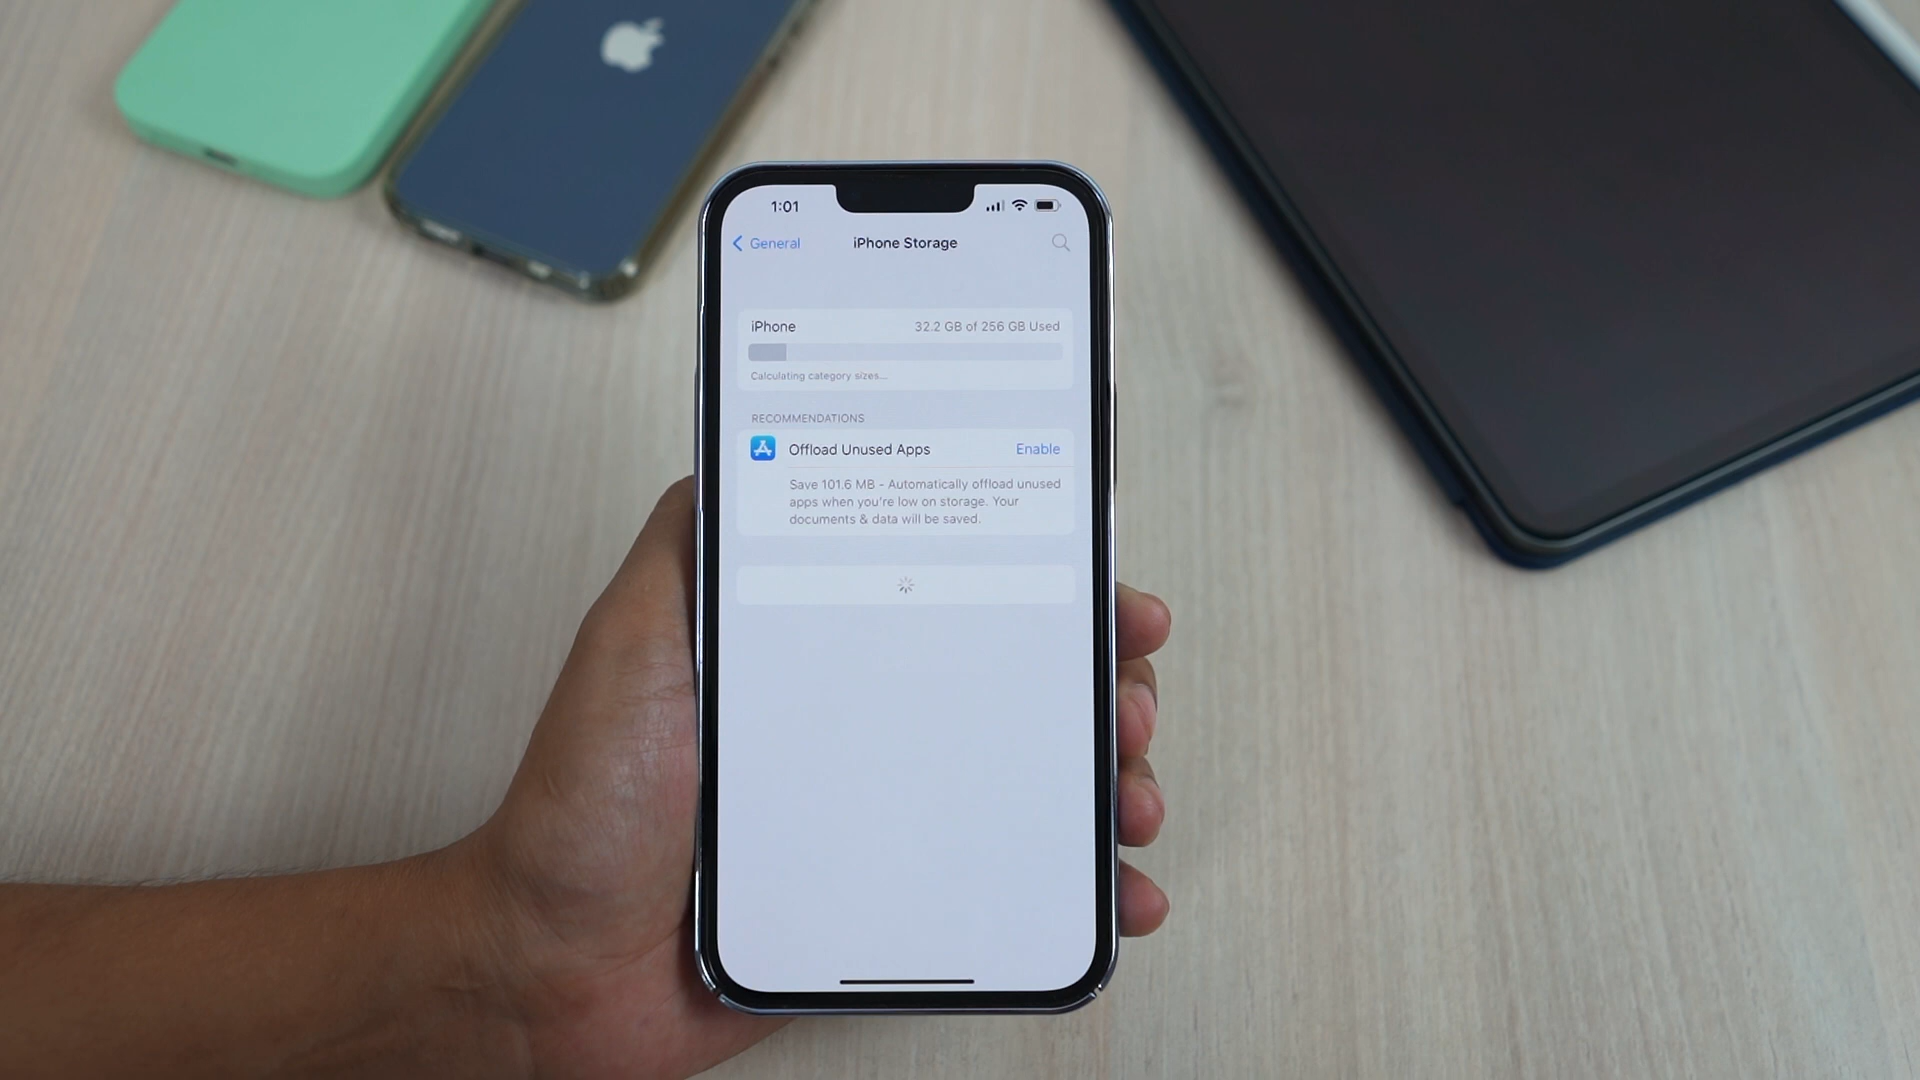 1:01
General
iPhone Storage
iPhone
32.2 GB of 256 GB Used
Calculating category sizes...
RECOMMENDATIONS
Offload Unused Apps
Enable
Save 101.6 MB - Automatically offload unused
apps when you're low on storage. Your
documents & data will be saved.